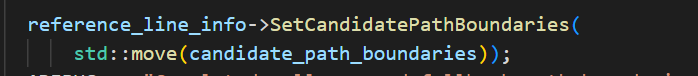 reference_line_info->SetCandidatePathBoundaries(
std::move(candidate_path_boundaries));